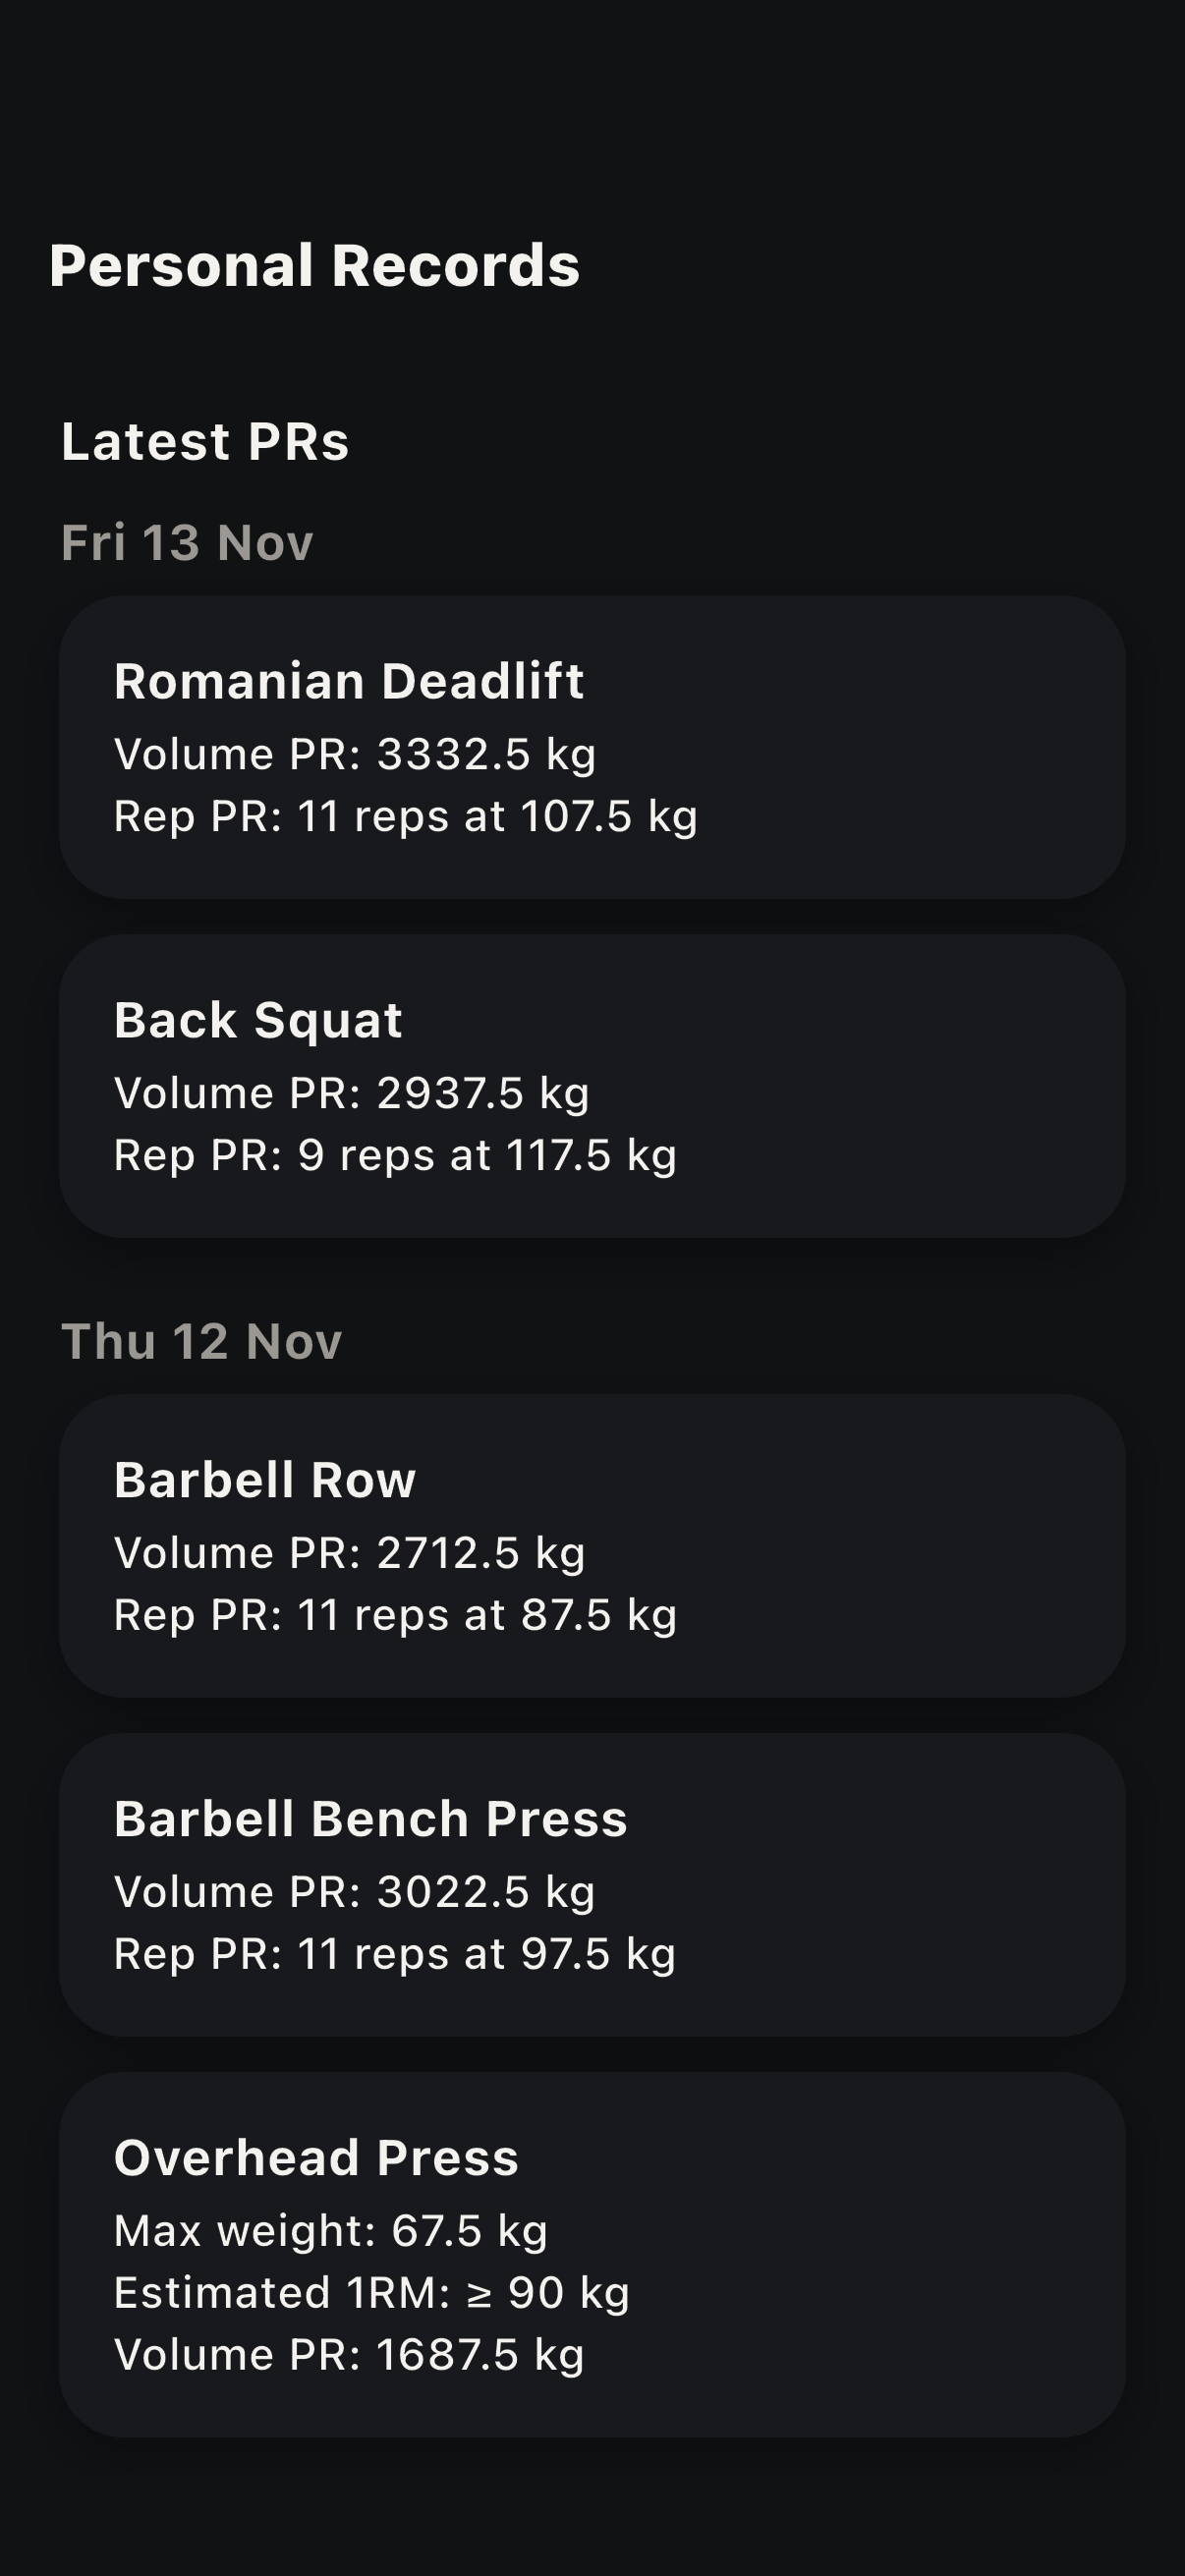 Personal Records
Latest PRs
Fri 13 Nov
Romanian Deadlift
Volume PR: 3332.5 kg
Rep PR: 11 reps at 107.5 kg
Back Squat
Volume PR: 2937.5 kg
Rep PR: 9 reps at 117.5 kg
Thu 12 Nov
Barbell Row
Volume PR: 2712.5 kg
Rep PR: 11 reps at 87.5 kg
Barbell Bench Press
Volume PR: 3022.5 kg
Rep PR: 11 reps at 97.5 kg
Overhead Press
Max weight: 67.5 kg
Estimated 1RM: ≥ 90 kg
Volume PR: 1687.5 kg